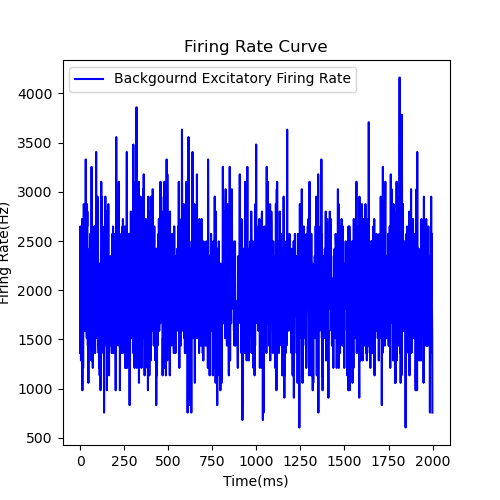 Firing Rate Curve
Backgournd Excitatory Firing Rate
Firing Rate(Hz)
4000
3500
3000
2500
2000
1500
1000
500
0 250 500 750 1000 1250 1500 1750 2000
Time(ms)